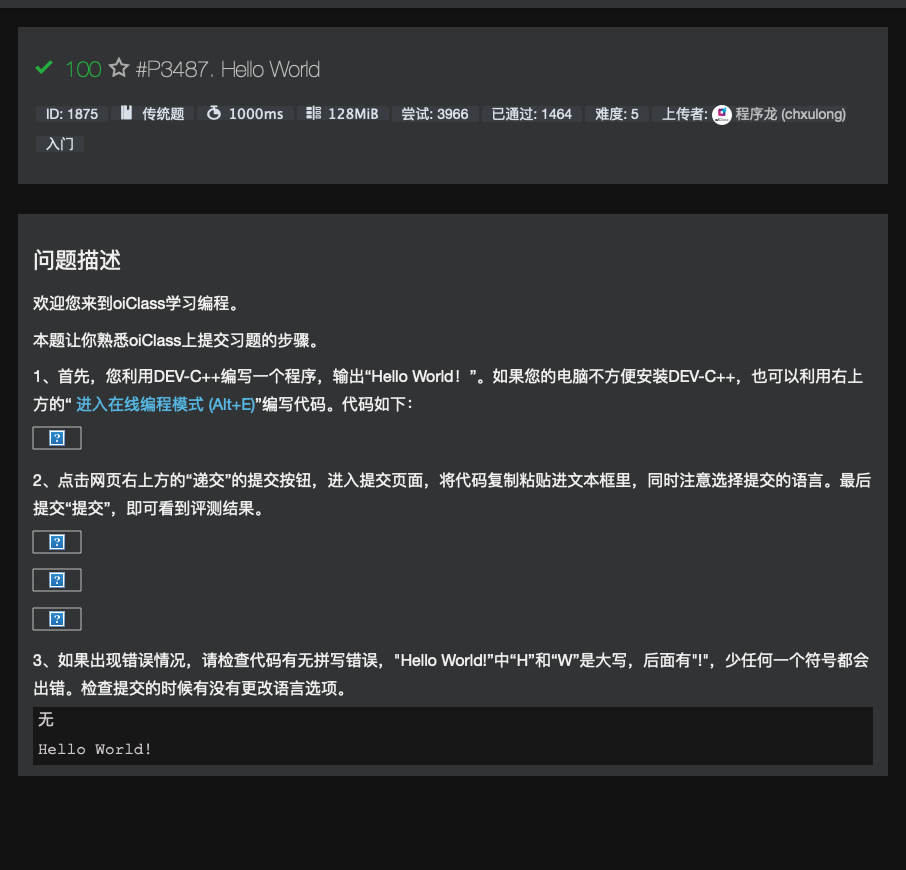 100 #P3487. Hello World
ID: 1875 传统题 1000ms 128MiB 尝试: 3966 已通过: 1464 难度: 5 上传者: 程序龙 (chxulong)
入门
问题描述
欢迎您来到oiClass学习编程。
本题让你熟悉oiClass上提交习题的步骤。
1、首先，您利用DEV-C++编写一个程序，输出“Hello World！”。如果您的电脑不方便安装DEV-C++，也可以利用右上
方的“ 进入在线编程模式 (Alt+E)”编写代码。代码如下：
2、点击网页右上方的“递交”的提交按钮，进入提交页面，将代码复制粘贴进文本框里，同时注意选择提交的语言。最后
提交“提交”，即可看到评测结果。
3、如果出现错误情况，请检查代码有无拼写错误，"Hello World!”中“H”和“W”是大写，后面有"!"，少任何一个符号都会
出错。检查提交的时候有没有更改语言选项。
无
Hello World!